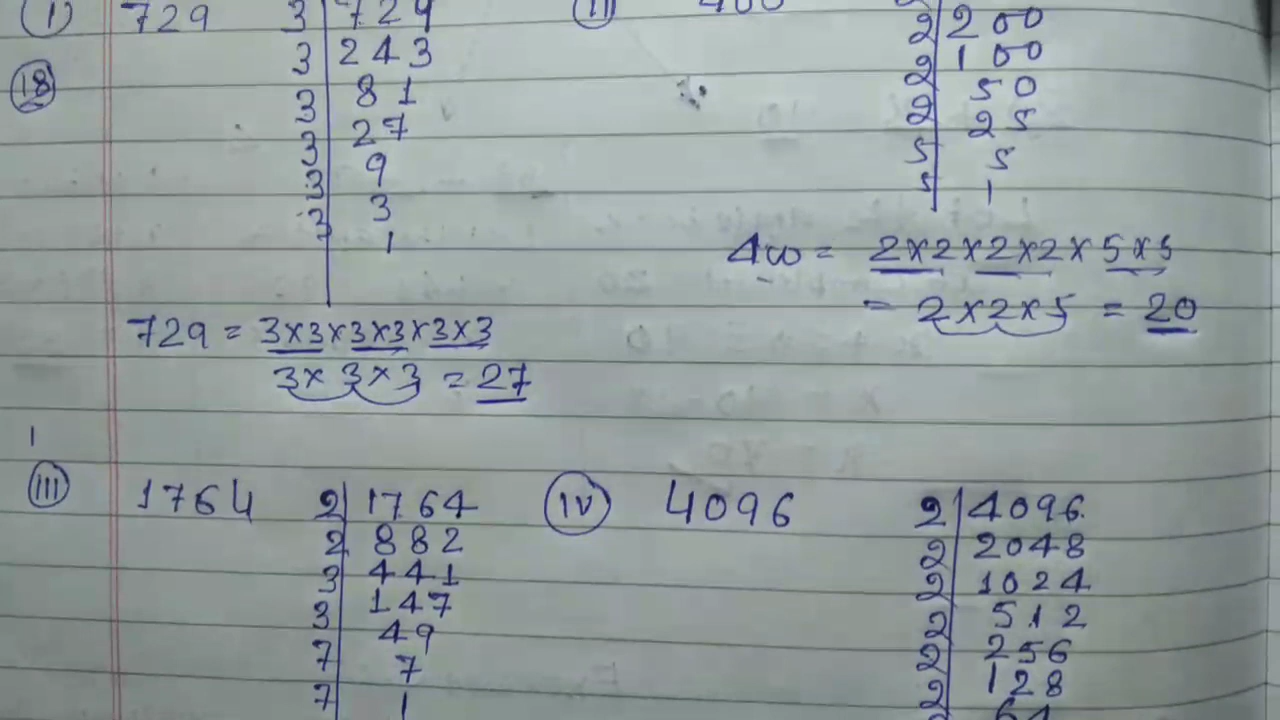 (i) 729 3 | 729
3 | 243
(18)
3 | 81
3 | 27
3 | 9
3 | 3
1
729 = 3×3×3×3×3×3
3×3×3 = 27
(ii) 400
2 | 200
2 | 100
2 | 50
2 | 25
5 | 5
5 | 1
400 = 2×2×2×2×5×5
= 2×2×5 = 20
(iii) 1764 2 | 1764
2 | 882
3 | 441
3 | 147
7 | 49
7 | 7
7 | 1
(iv) 4096 2 | 4096
2 | 2048
2 | 1024
2 | 512
2 | 256
2 | 128
64